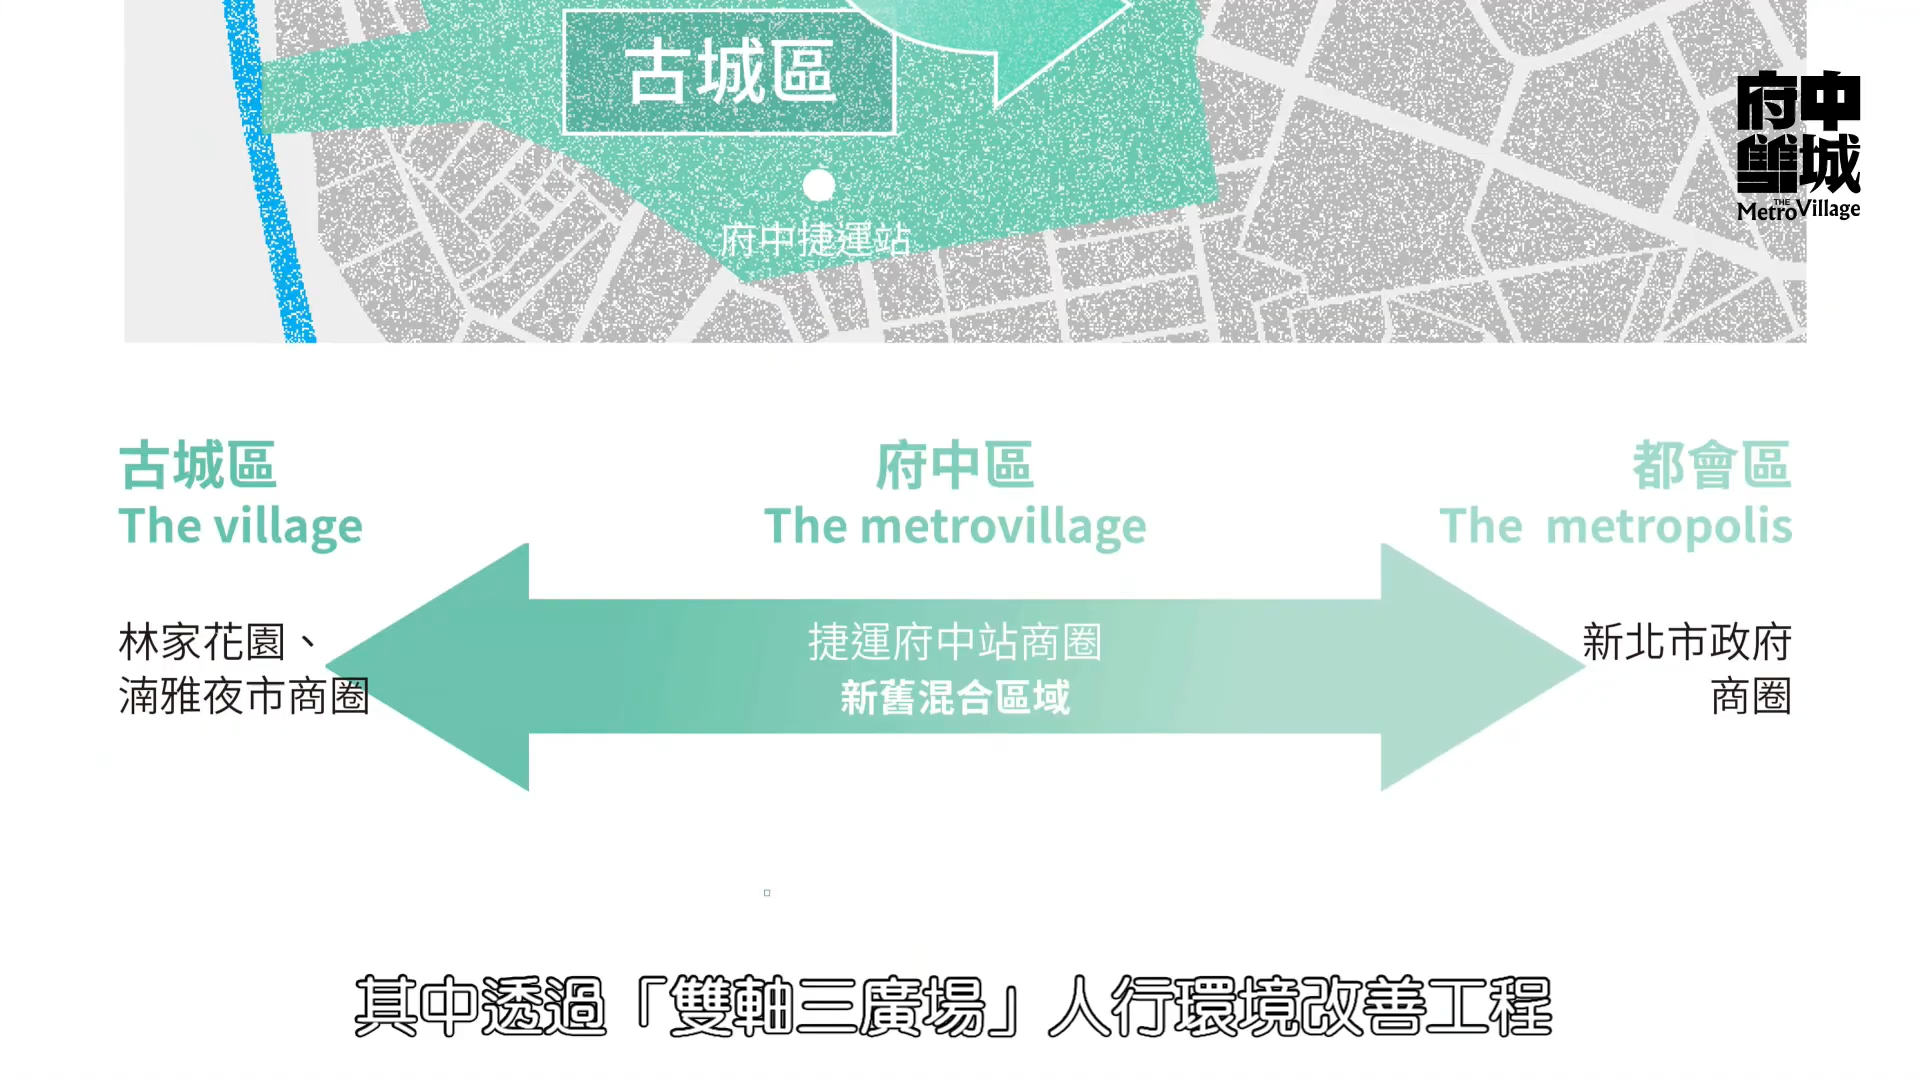 古城區
府中捷運站
府中
雙城
THE
MetroVillage
古城區
The village
府中區
The metrovillage
都會區
The metropolis
林家花園、
湳雅夜市商圈
捷運府中站商圈
新舊混合區域
新北市政府
商圈
其中透過「雙軸三廣場」人行環境改善工程